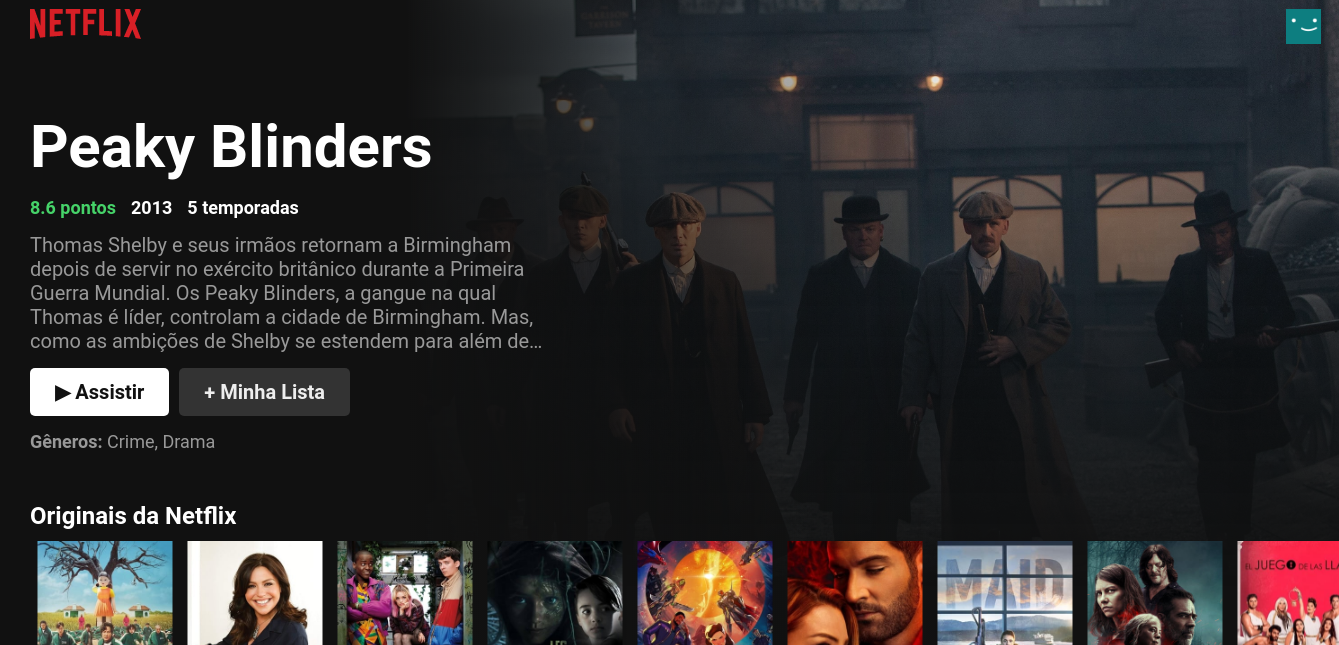 NETFLIX
Peaky Blinders
8.6 pontos 2013 5 temporadas
Thomas Shelby e seus irmãos retornam a Birmingham
depois de servir no exército britânico durante a Primeira
Guerra Mundial. Os Peaky Blinders, a gangue na qual
Thomas é líder, controlam a cidade de Birmingham. Mas,
como as ambições de Shelby se estendem para além de...
▶ Assistir + Minha Lista
Gêneros: Crime, Drama
Originais da Netflix
MAID
EL JUEGO DE LAS LLA